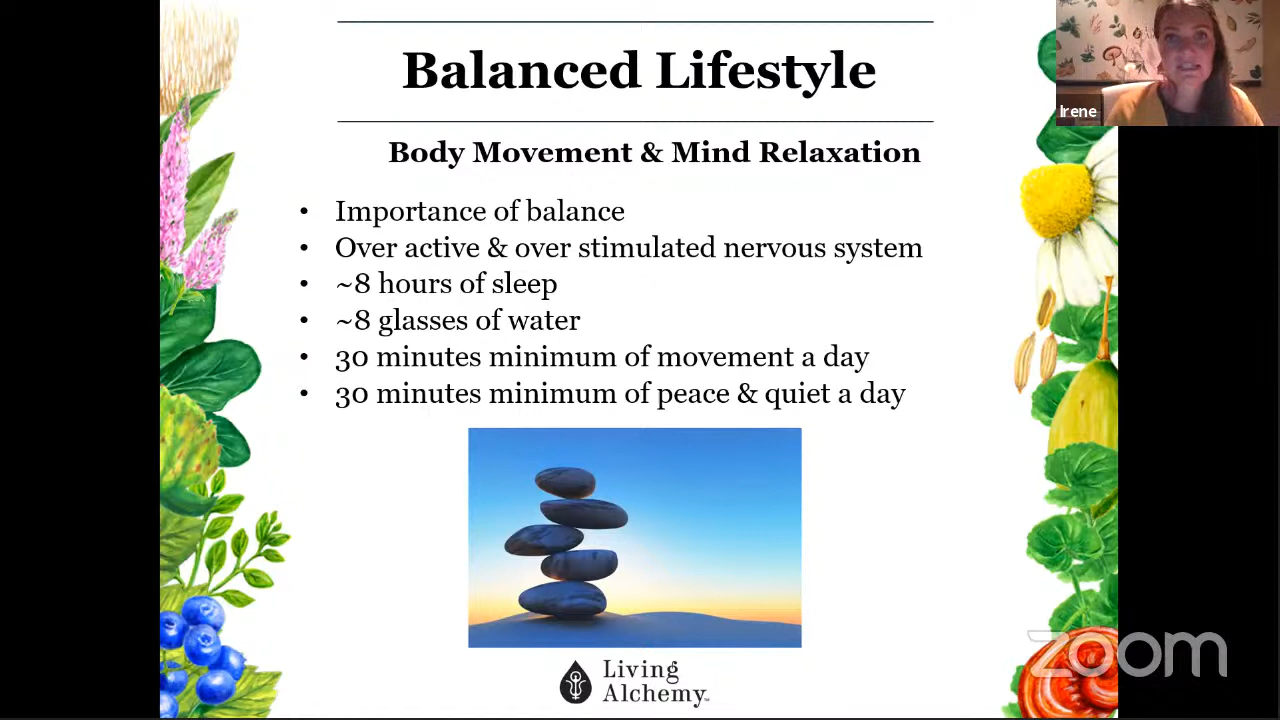 Balanced Lifestyle
Body Movement & Mind Relaxation
• Importance of balance
• Over active & over stimulated nervous system
• ~8 hours of sleep
• ~8 glasses of water
• 30 minutes minimum of movement a day
• 30 minutes minimum of peace & quiet a day
Living
Alchemy™
Irene
zoom